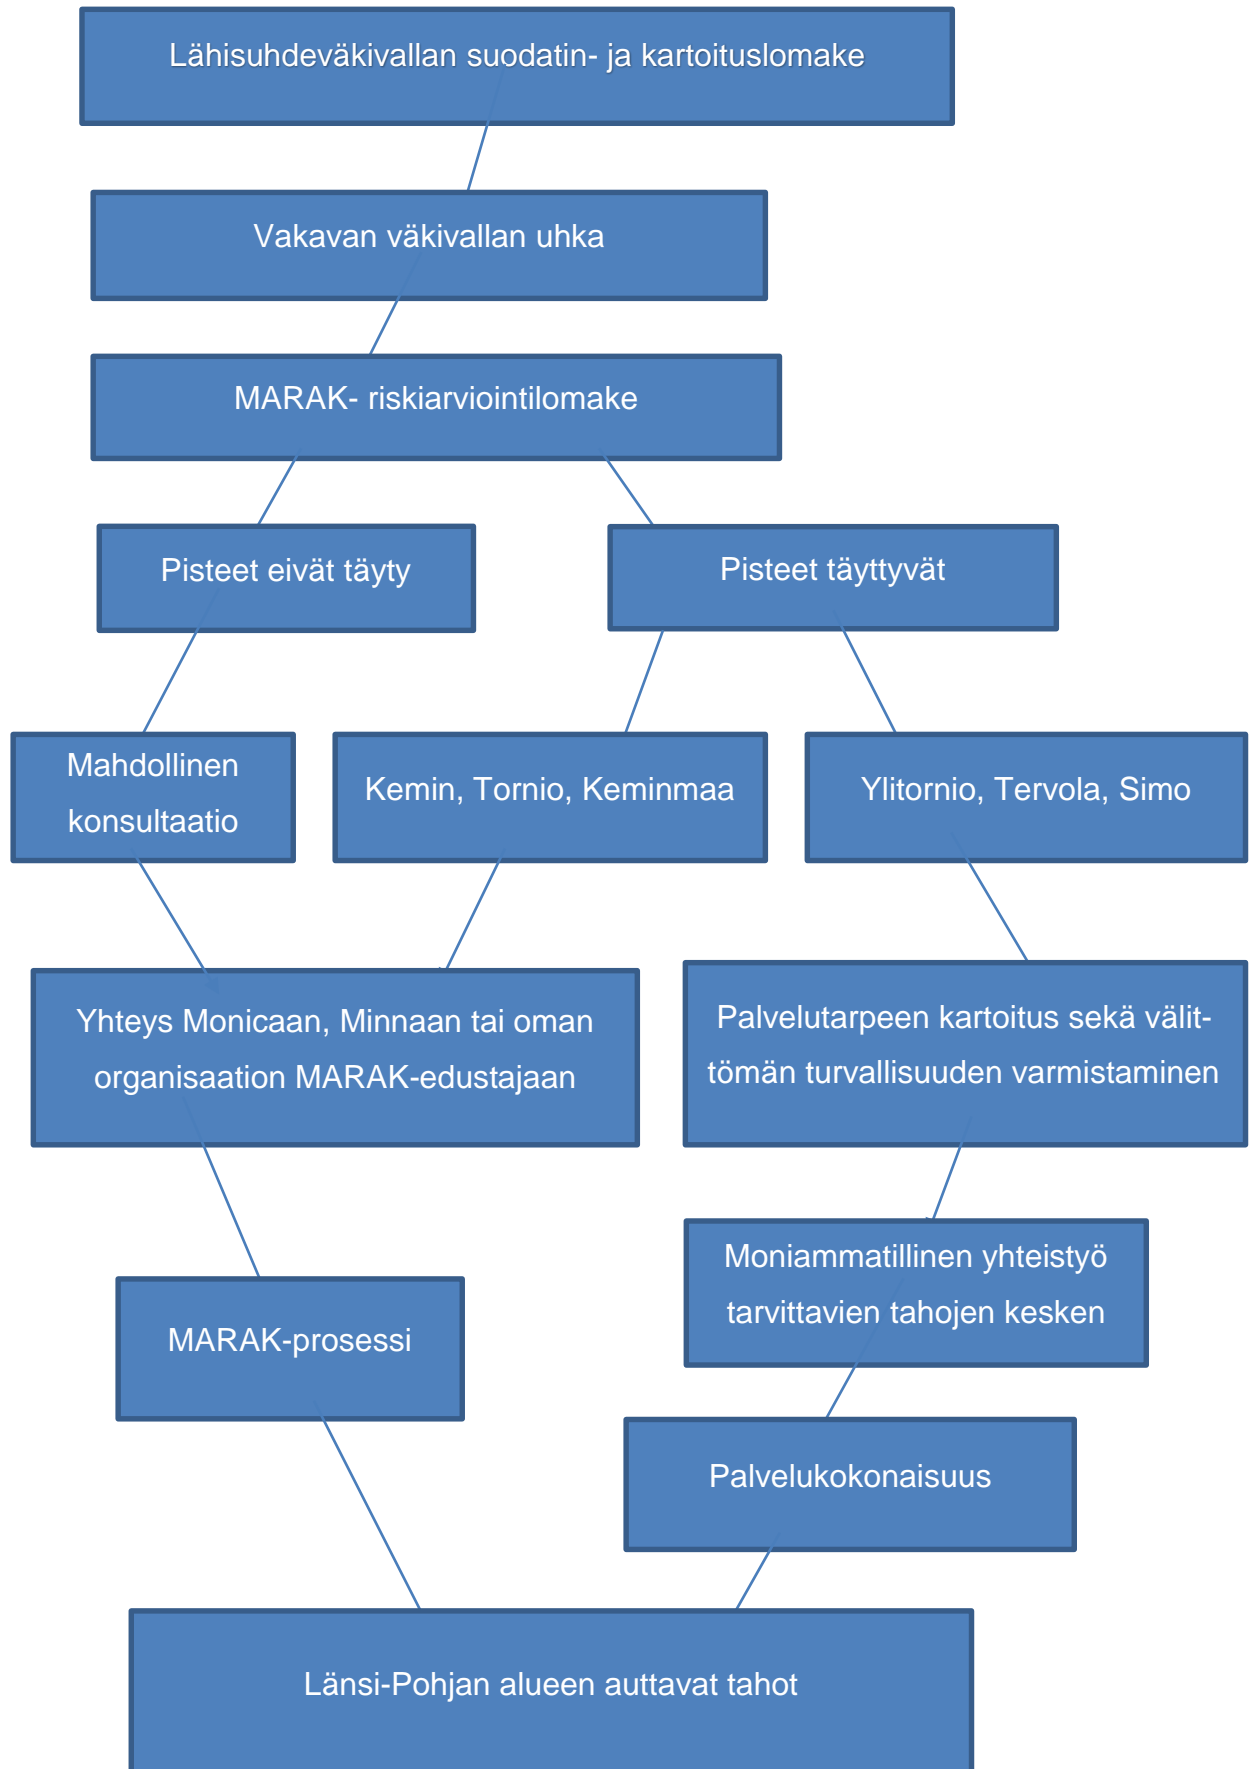 Lähisuhdeväkivallan suodatin- ja kartoituslomake
Vakavan väkivallan uhka
MARAK- riskiarviointilomake
Pisteet eivät täyty
Pisteet täyttyvät
Mahdollinen
konsultaatio
Kemin, Tornio, Keminmaa
Ylitornio, Tervola, Simo
Yhteys Monicaan, Minnaan tai oman
organisaation MARAK-edustajaan
Palvelutarpeen kartoitus sekä välit-
tömän turvallisuuden varmistaminen
Moniammatillinen yhteistyö
tarvittavien tahojen kesken
MARAK-prosessi
Palvelukokonaisuus
Länsi-Pohjan alueen auttavat tahot